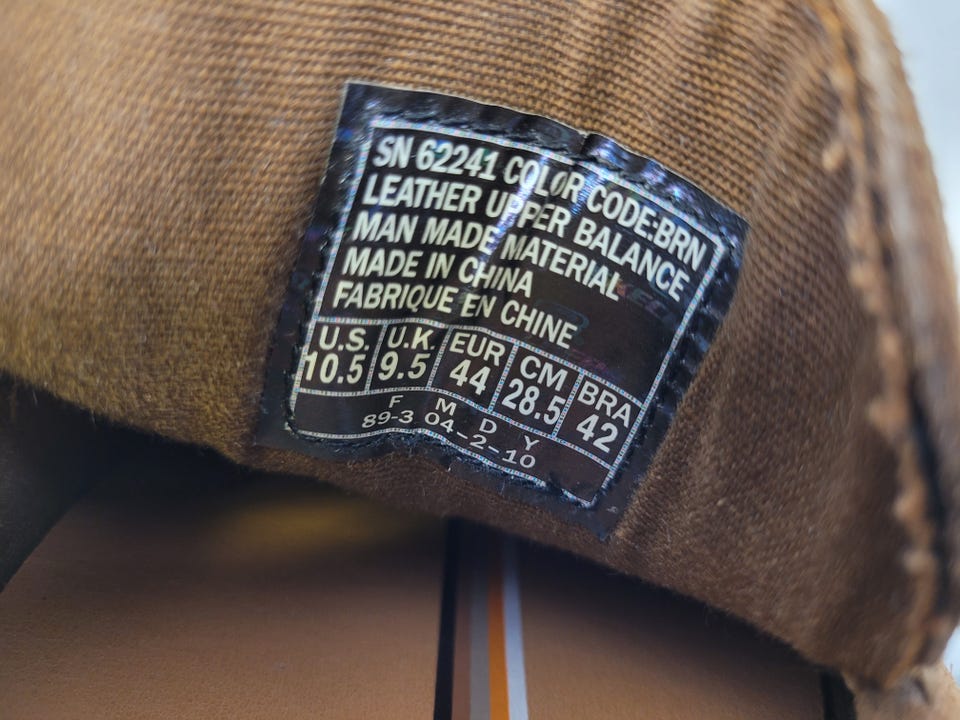 SN 62241 COLOR CODE:BRN
LEATHER UPPER BALANCE
MAN MADE MATERIAL
MADE IN CHINA
FABRIQUE EN CHINE
U.S. U.K. EUR CM BRA
10.5 9.5 44 28.5 42
F M D Y
89-3 04-2-10